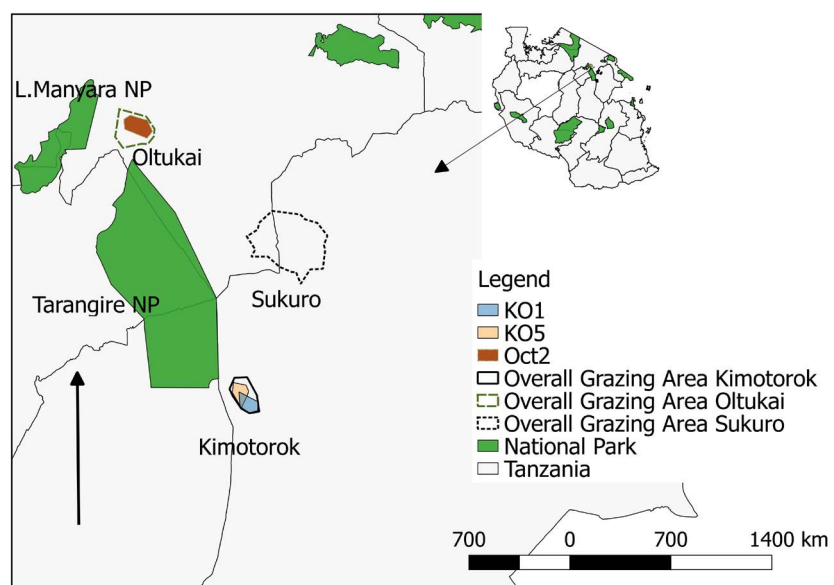 L.Manyara NP
Oltukai
Tarangire NP
Sukuro
Kimotorok
Legend
KO1
KO5
Oct2
Overall Grazing Area Kimotorok
Overall Grazing Area Oltukai
Overall Grazing Area Sukuro
National Park
Tanzania
700 0 700 1400 km